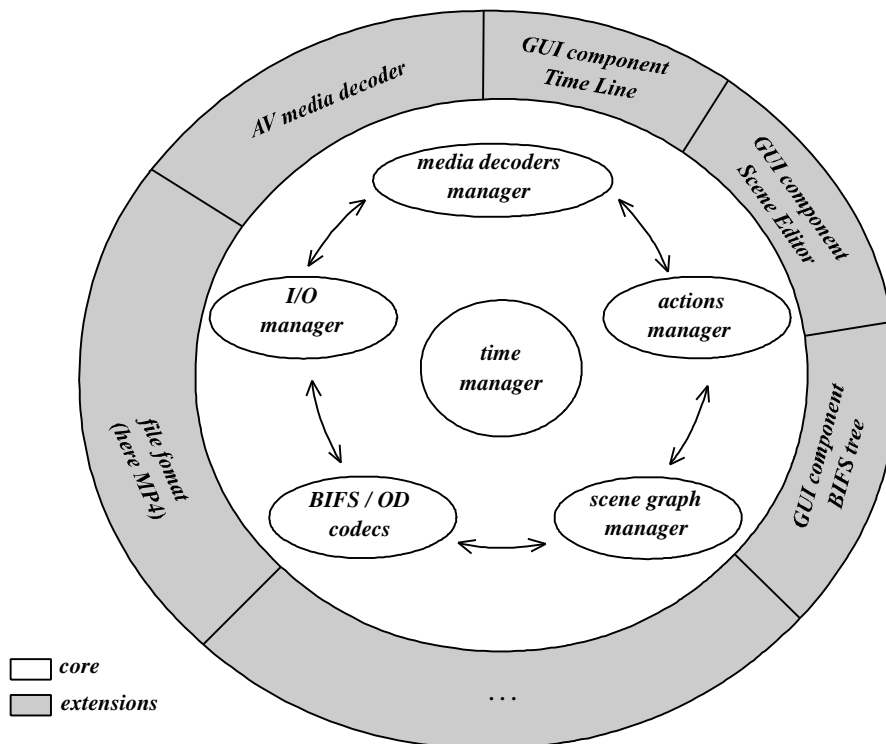 GUI component
Time Line
AV media decoder
GUI component
Scene Editor
media decoders
manager
I/O
manager
actions
manager
time
manager
file fomat
(here MP4)
GUI component
BIFS tree
BIFS / OD
codecs
scene graph
manager
core
extensions
...